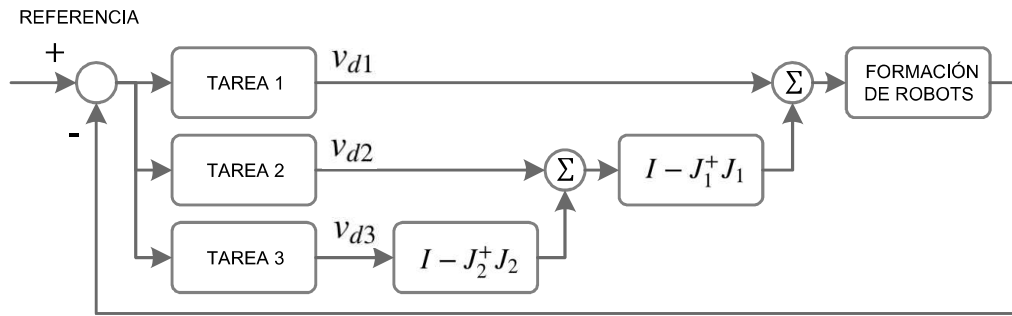 REFERENCIA
+
-
TAREA 1
v_{d1}
Σ
FORMACIÓN
DE ROBOTS
TAREA 2
v_{d2}
Σ
I − J_1^+ J_1
TAREA 3
v_{d3}
I − J_2^+ J_2